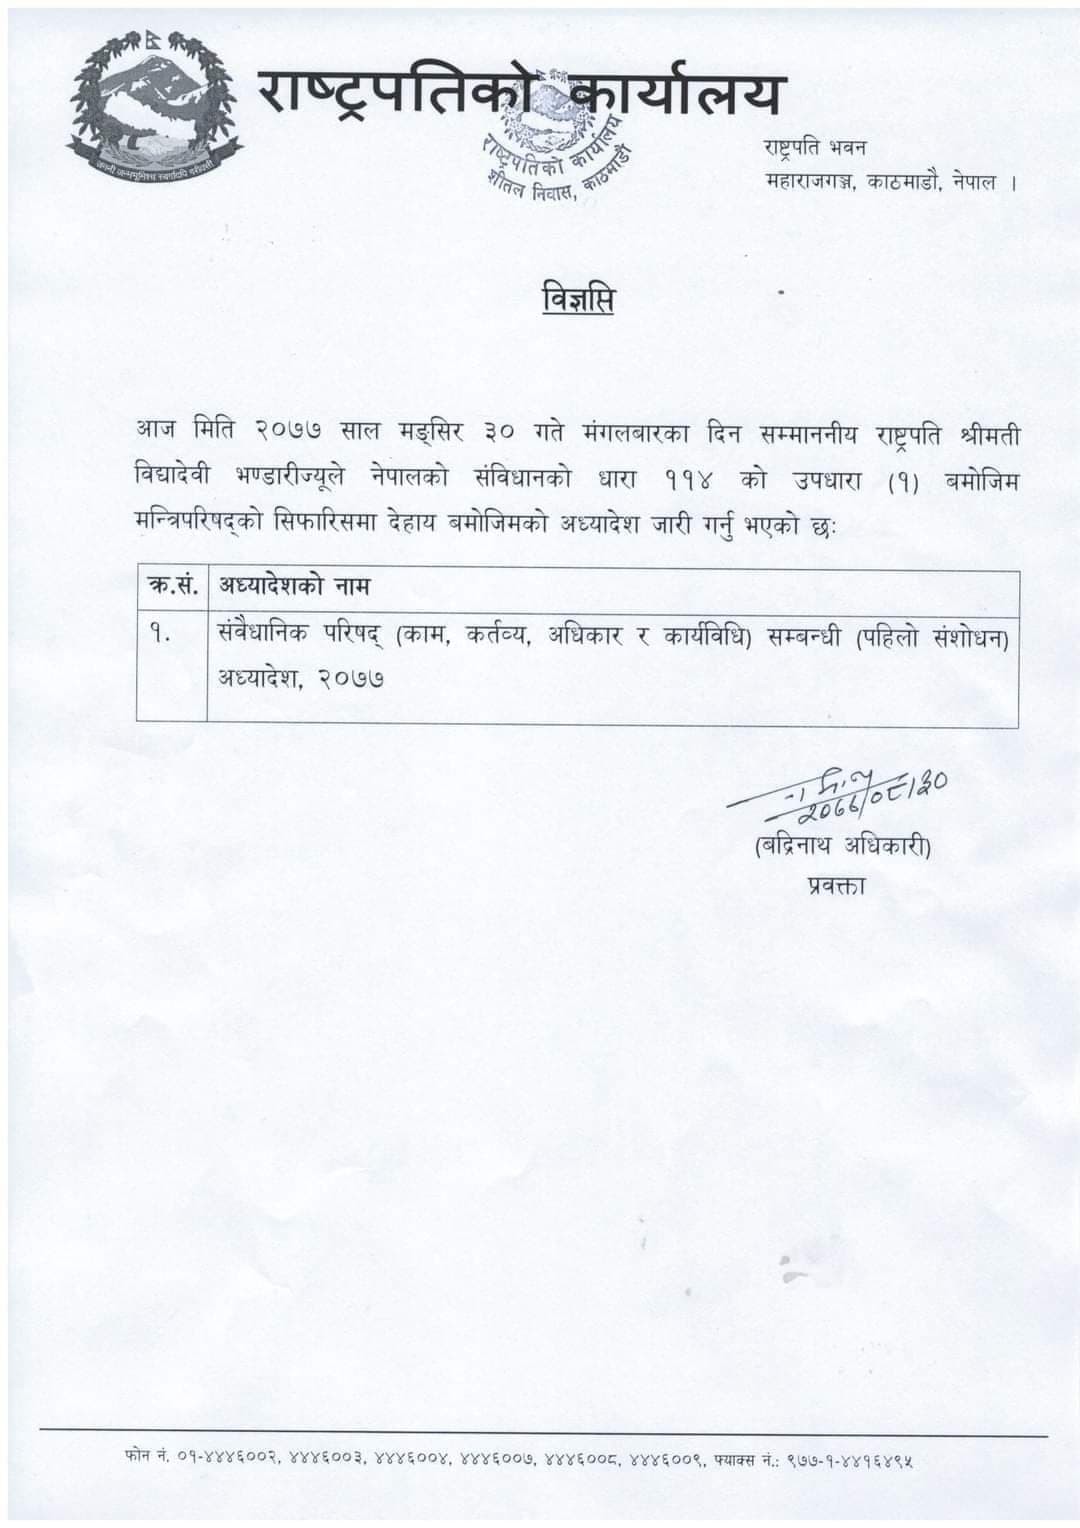 राष्ट्रपतिको कार्यालय
राष्ट्रपतिको कार्यालय
शीतल निवास, काठमाडौं
जननी जन्मभूमिश्च स्वर्गादपि गरीयसी
राष्ट्रपति भवन
महाराजगञ्ज, काठमाडौं, नेपाल ।
विज्ञप्ति
आज मिति २०७७ साल मङ्सिर ३० गते मंगलबारका दिन सम्माननीय राष्ट्रपति श्रीमती
विद्यादेवी भण्डारीज्यूले नेपालको संविधानको धारा ११४ को उपधारा (१) बमोजिम
मन्त्रिपरिषद्को सिफारिसमा देहाय बमोजिमको अध्यादेश जारी गर्नु भएको छः
क्र.सं. अध्यादेशको नाम
१. संवैधानिक परिषद् (काम, कर्तव्य, अधिकार र कार्यविधि) सम्बन्धी (पहिलो संशोधन)
अध्यादेश, २०७७
२०७७/०८/३०
(बद्रिनाथ अधिकारी)
प्रवक्ता
फोन नं. ०१-४४४६००२, ४४४६००३, ४४४६००४, ४४४६००७, ४४४६००८, ४४४६००९, फ्याक्स नं.: ९७७-१-४४१६४९५